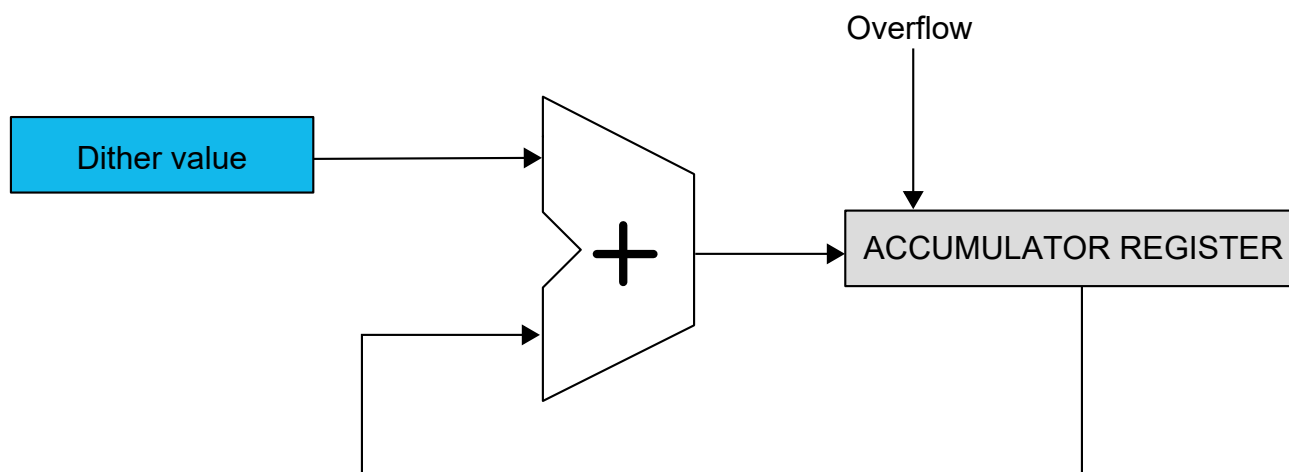 Overflow
Dither value
+
ACCUMULATOR REGISTER